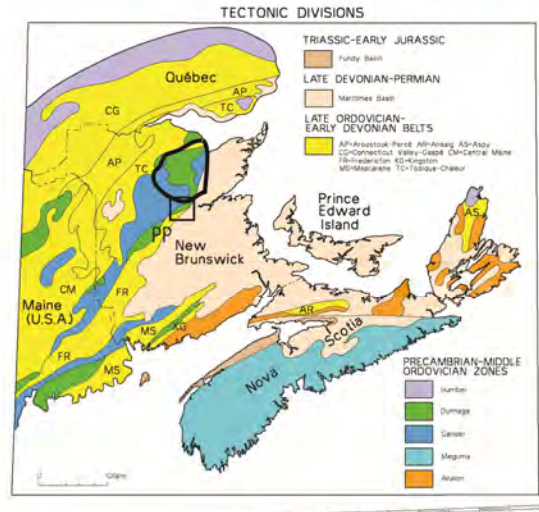 TECTONIC DIVISIONS
TRIASSIC-EARLY JURASSIC
Fundy Basin
LATE DEVONIAN-PERMIAN
Maritimes Basin
LATE ORDOVICIAN-
EARLY DEVONIAN BELTS
AP=Aroostook-Percé AR=Arisaig AS=Aspy
CG=Connecticut Valley-Gaspé CM=Central Maine
FR=Fredericton KG=Kingston
MS=Mascarene TC=Tobique-Chaleur
Québec
AP
TC
CG
AP
TC
PP
New
Brunswick
Prince
Edward
Island
AS
CM
Maine
(U.S.A)
FR
MS
KG
AR
FR
MS
Nova
Scotia
PRECAMBRIAN-MIDDLE
ORDOVICIAN ZONES
Humber
Dunnage
Gander
Meguma
Avalon
0